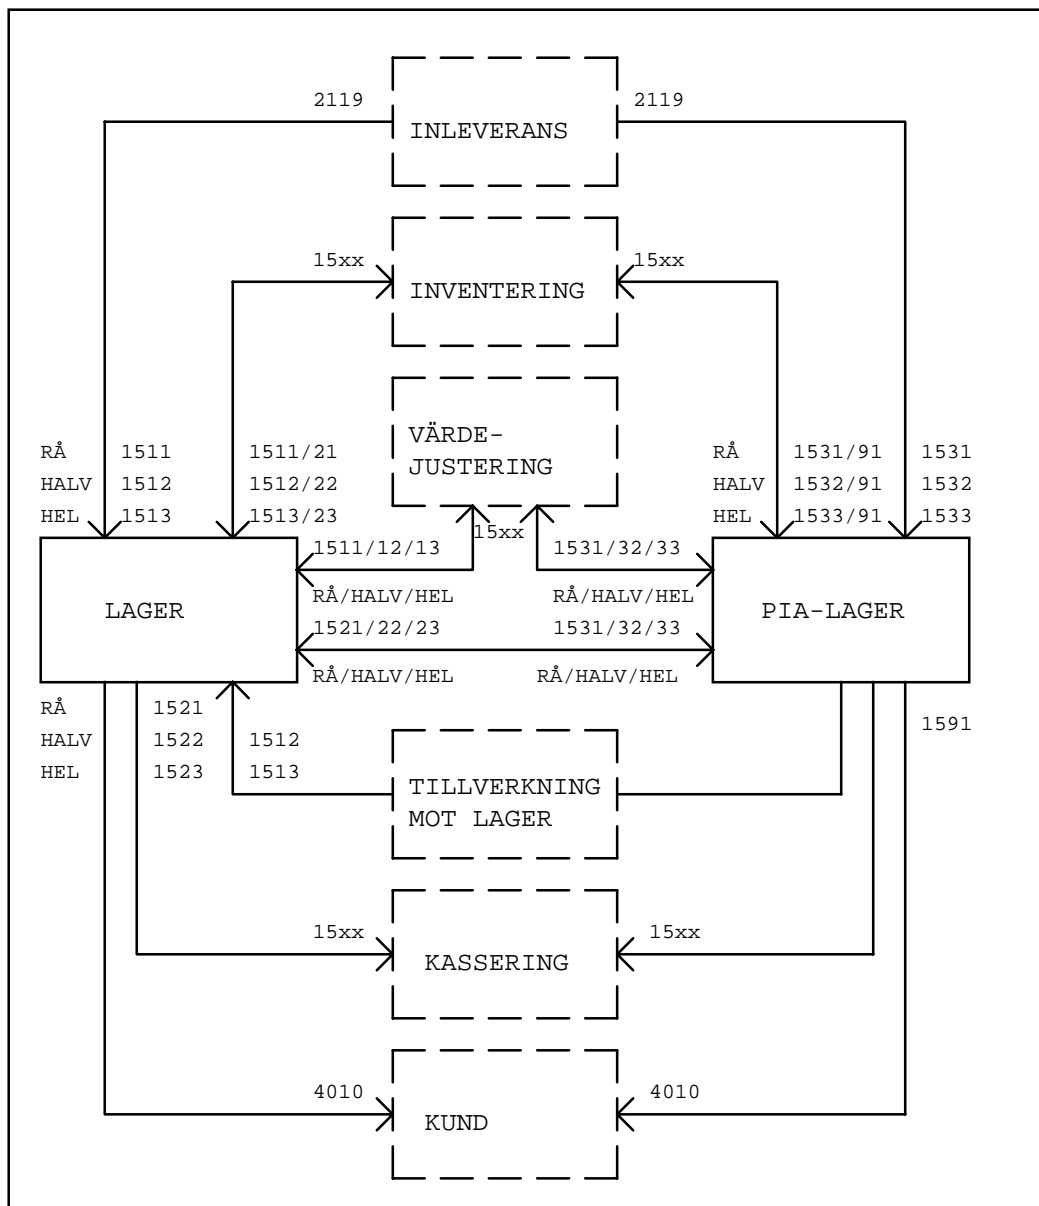 2119
2119
INLEVERANS
15xx
15xx
INVENTERING
VÄRDE-
JUSTERING
RÅ 1511 1511/21
HALV 1512 1512/22
HEL 1513 1513/23
RÅ 1531/91 1531
HALV 1532/91 1532
HEL 1533/91 1533
15xx
1511/12/13
1531/32/33
RÅ/HALV/HEL
RÅ/HALV/HEL
LAGER
PIA-LAGER
1521/22/23
1531/32/33
RÅ/HALV/HEL
RÅ/HALV/HEL
RÅ 1521
HALV 1522 1512
HEL 1523 1513
1591
TILLVERKNING
MOT LAGER
15xx
15xx
KASSERING
4010
4010
KUND